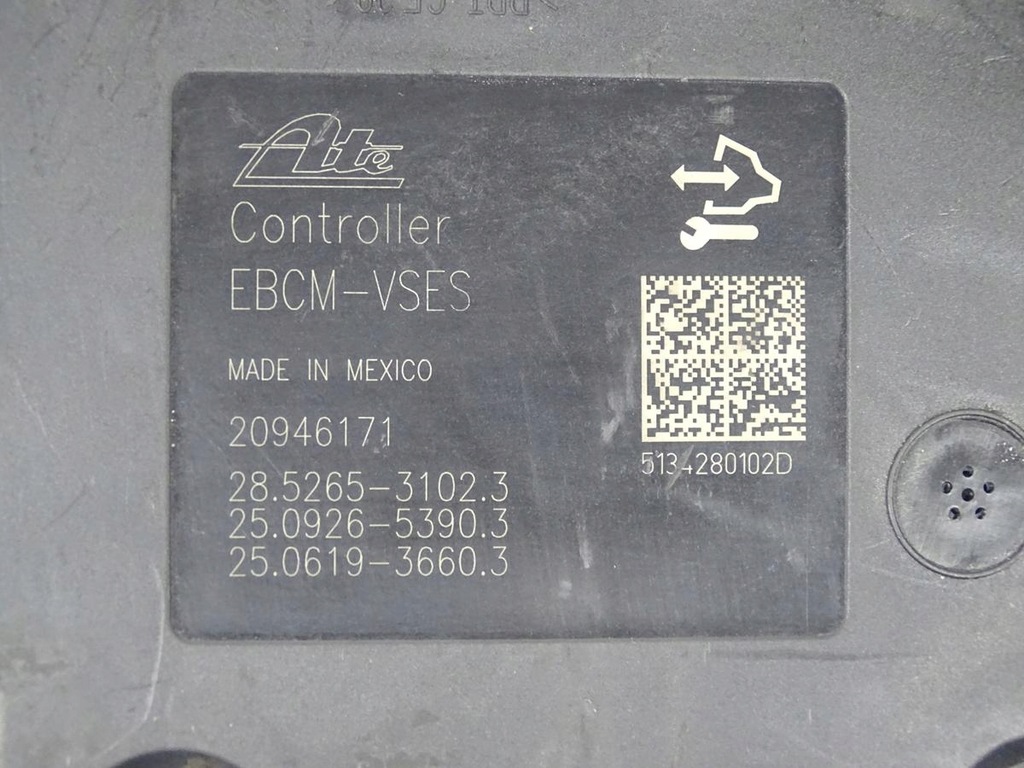 Ate
Controller
EBCM-VSES
MADE IN MEXICO
20946171
28.5265-3102.3
25.0926-5390.3
25.0619-3660.3
5134280102D